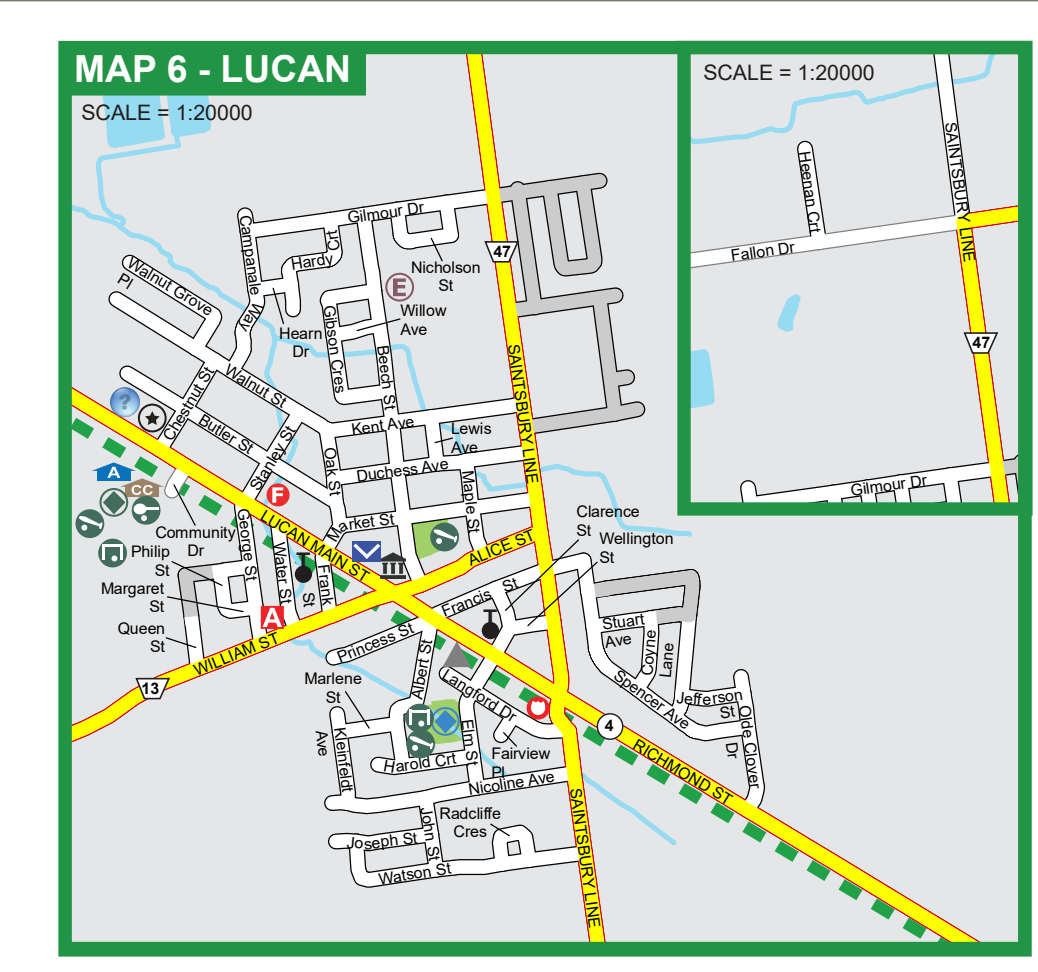 MAP 6 - LUCAN
SCALE = 1:20000
SCALE = 1:20000
SAINTSBURY LINE
Heenan Crt
Fallon Dr
47
Gilmour Dr
Gilmour Dr
Campanale Way
Hardy Crt
Nicholson
St
47
E
Walnut Grove
Pl
Hearn
Dr
Gibson Cres
Willow
Ave
Beech St
SAINTSBURY LINE
Walnut St
Chestnut St
?
Butler St
Stanley St
Kent Ave
Lewis
Ave
Oak St
Duchess Ave
Maple St
A
CC
F
Market St
Community
Dr
George St
LUCAN MAIN ST
ALICE ST
Clarence
St
Wellington
St
Philip
St
Water St
Frank
St
Margaret
St
A
Francis St
Queen
St
WILLIAM ST
Princess St
Stuart
Ave
Coyne
Lane
13
Marlene
St
Albert St
Langford Dr
Spencer Ave
Jefferson
St
Olde Clover
Dr
4
Kleinfeldt
Ave
Elm St
Harold Crt
Fairview
Pl
RICHMOND ST
Nicoline Ave
Radcliffe
Cres
John St
Joseph St
Watson St
SAINTSBURY LINE